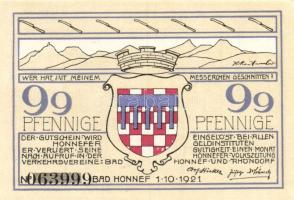 WER HAT MIT MEINEM MESSERCHEN GESCHNITTEN?
99 99
PFENNIGE PFENNIGE
DER GUTSCHEIN WIRD EINGELÖST BEI ALLEN
HONNEFER GELDINSTITUTEN
ER VERLIERT SEINE GÜLTIGKEIT EINEN MONAT
NACH AUFRUF IN DER HONNEFER VOLKSZEITUNG
VERKEHRSVEREINE: BAD HONNEF UND RHÖNDORF
063999 BAD HONNEF 1·10·1921